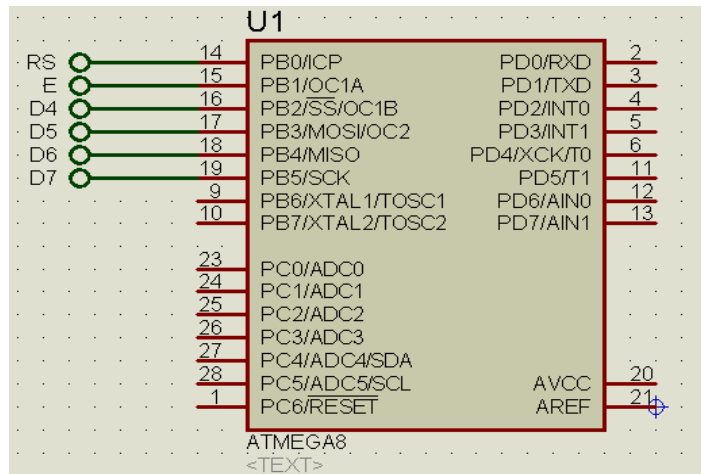 U1
RS 14 PB0/ICP PD0/RXD 2
E 15 PB1/OC1A PD1/TXD 3
D4 16 PB2/SS/OC1B PD2/INT0 4
D5 17 PB3/MOSI/OC2 PD3/INT1 5
D6 18 PB4/MISO PD4/XCK/T0 6
D7 19 PB5/SCK PD5/T1 11
9 PB6/XTAL1/TOSC1 PD6/AIN0 12
10 PB7/XTAL2/TOSC2 PD7/AIN1 13
23 PC0/ADC0
24 PC1/ADC1
25 PC2/ADC2
26 PC3/ADC3
27 PC4/ADC4/SDA
28 PC5/ADC5/SCL AVCC 20
1 PC6/RESET AREF 21
ATMEGA8
<TEXT>